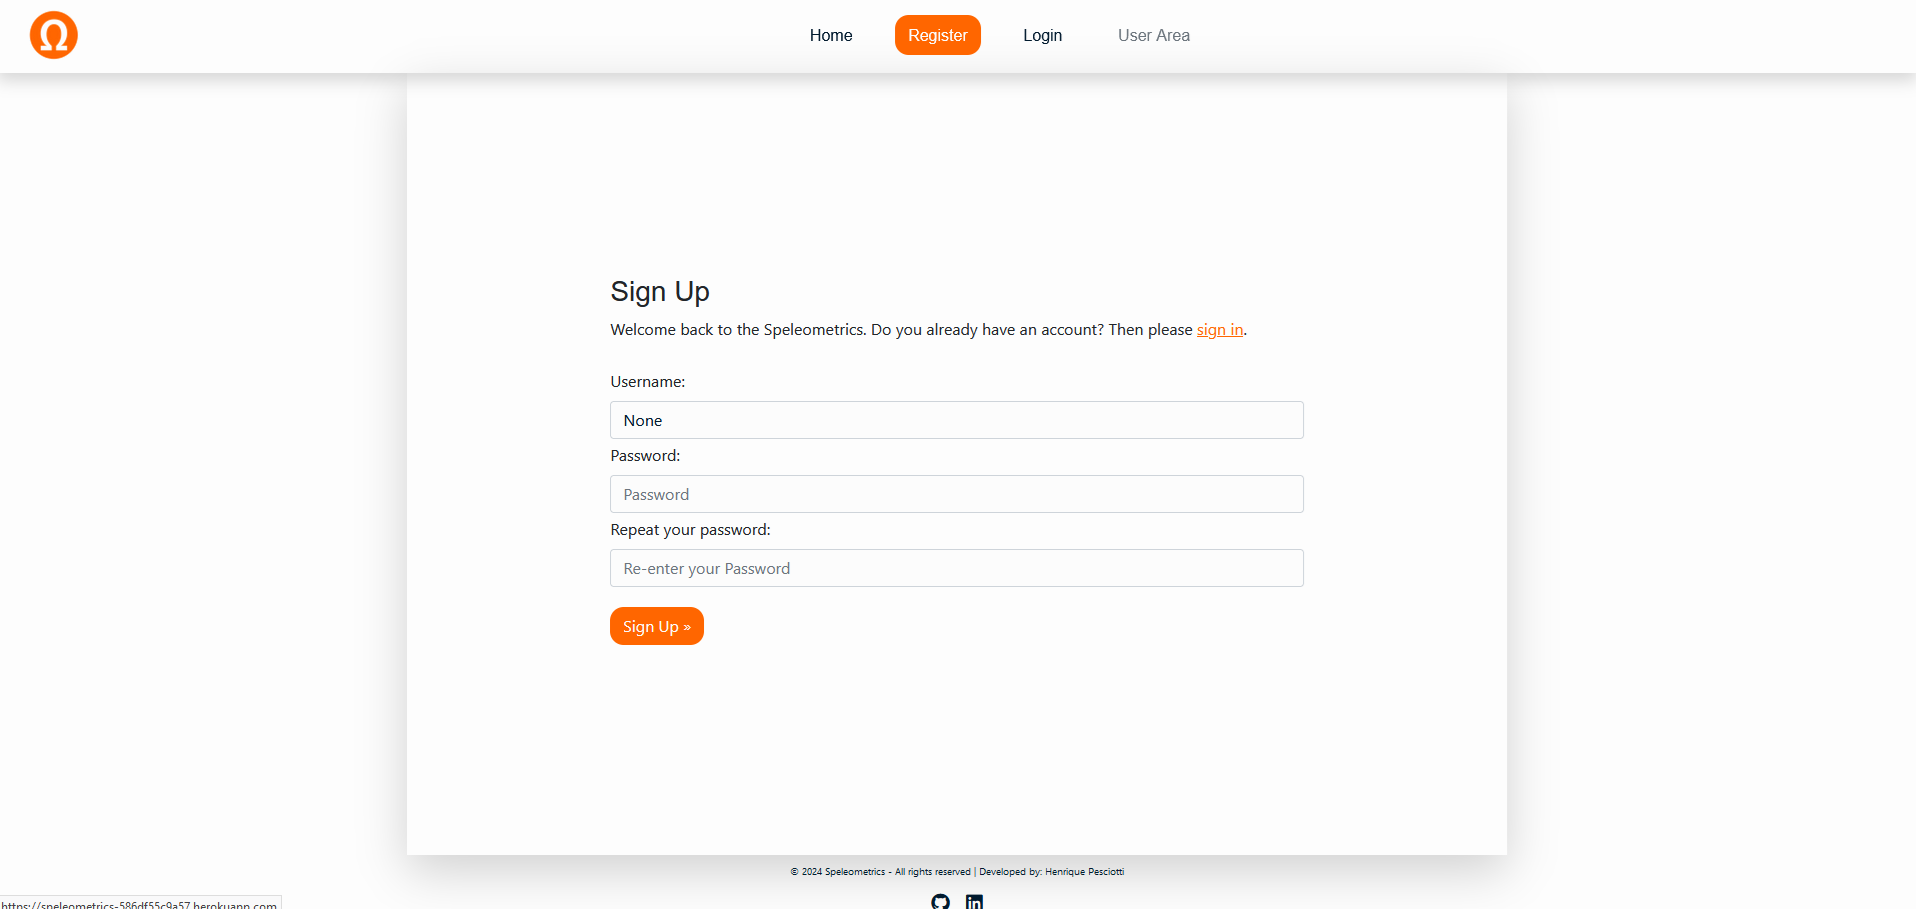 Ω
Home Register Login User Area
Sign Up
Welcome back to the Speleometrics. Do you already have an account? Then please sign in.
Username:
None
Password:
Password
Repeat your password:
Re-enter your Password
Sign Up »
© 2024 Speleometrics - All rights reserved | Developed by: Henrique Pesciotti
in
https://speleometrics-586df55c9a57.herokuapp.com